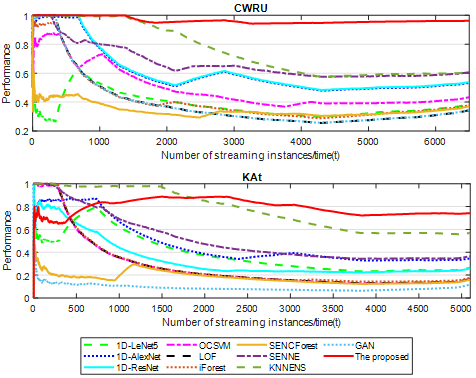 CWRU
Performance
1
0.8
0.6
0.4
0.2
0 1000 2000 3000 4000 5000 6000
Number of streaming instances/time(t)
KAt
Performance
1
0.8
0.6
0.4
0.2
0
0 500 1000 1500 2000 2500 3000 3500 4000 4500 5000
Number of streaming instances/time(t)
1D-LeNet5 OCSVM SENCForest GAN
1D-AlexNet LOF SENNE The proposed
1D-ResNet iForest KNNENS